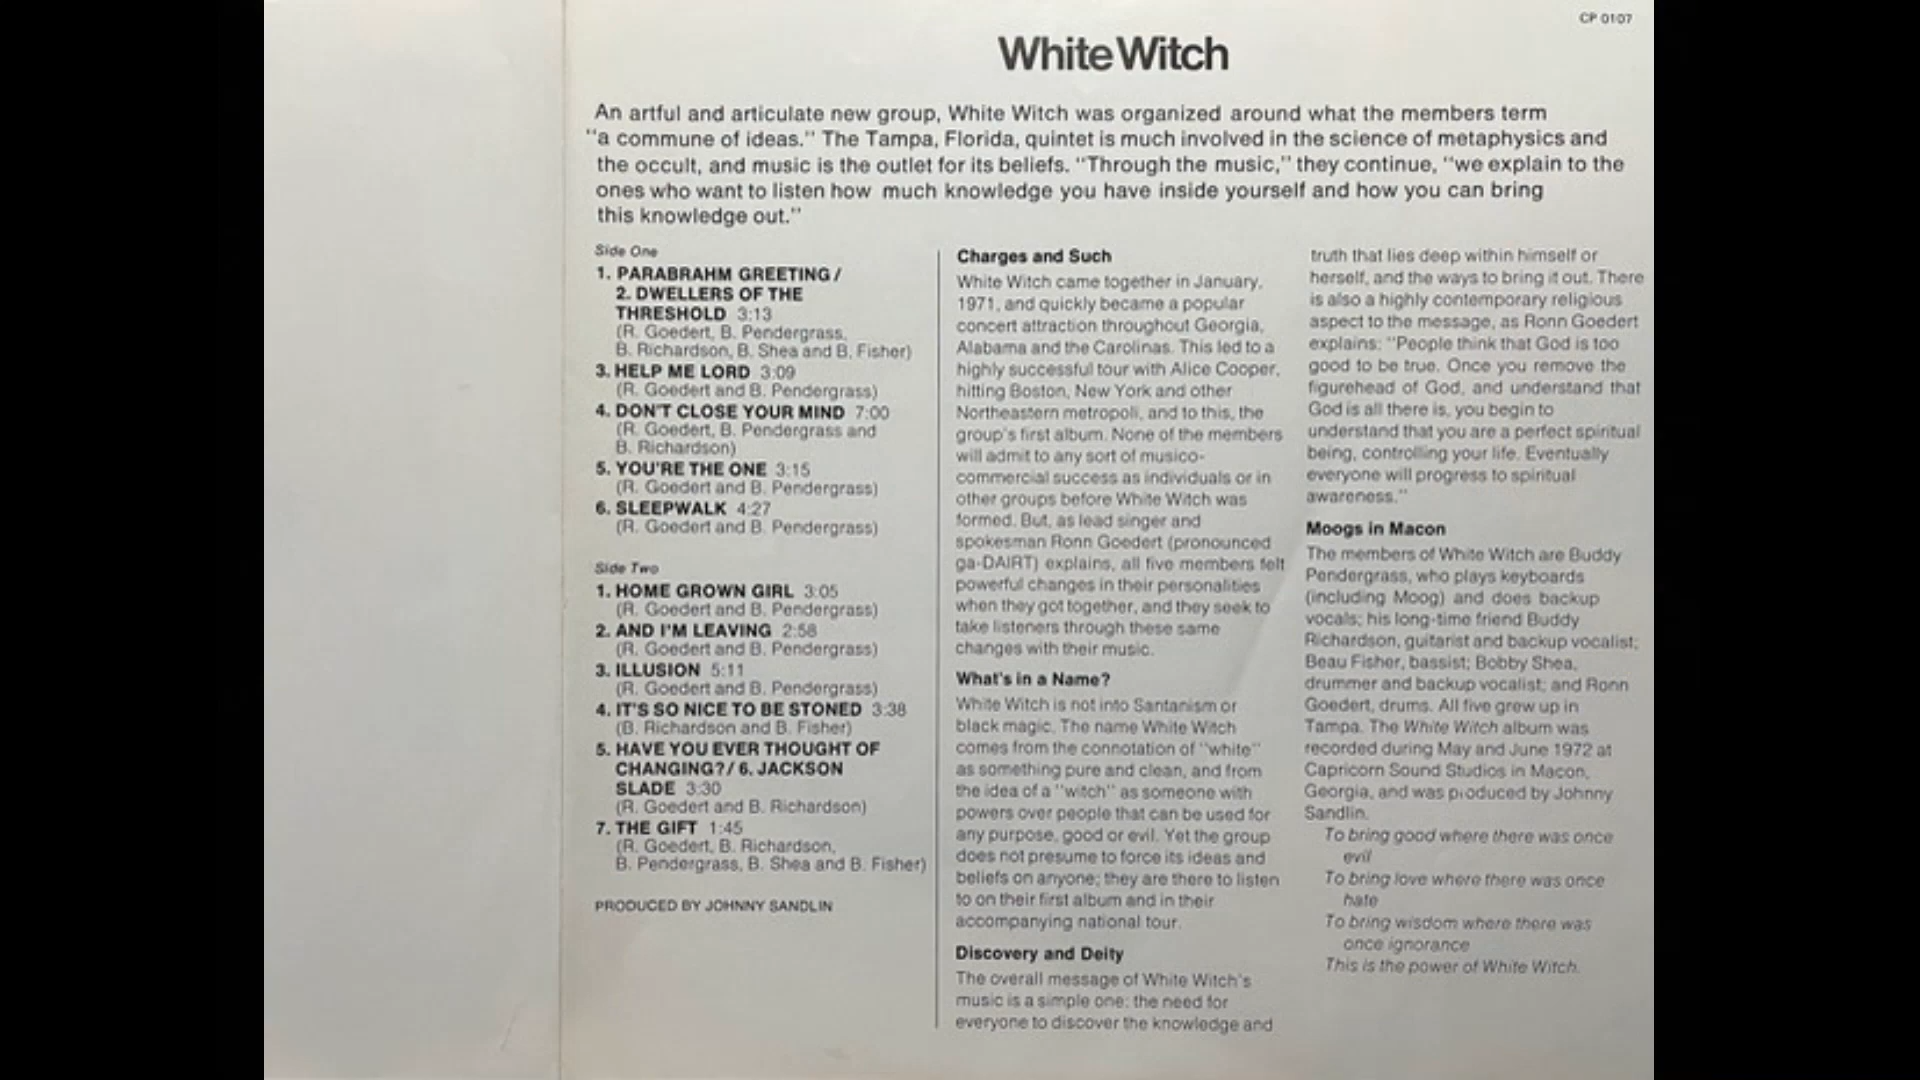 CP 0107
White Witch
An artful and articulate new group, White Witch was organized around what the members term
"a commune of ideas." The Tampa, Florida, quintet is much involved in the science of metaphysics and
the occult, and music is the outlet for its beliefs. "Through the music," they continue, "we explain to the
ones who want to listen how much knowledge you have inside yourself and how you can bring
this knowledge out."
Side One
1. PARABRAHM GREETING /
2. DWELLERS OF THE
THRESHOLD 3:13
(R. Goedert, B. Pendergrass,
B. Richardson, B. Shea and B. Fisher)
3. HELP ME LORD 3:09
(R. Goedert and B. Pendergrass)
4. DON'T CLOSE YOUR MIND 7:00
(R. Goedert, B. Pendergrass and
B. Richardson)
5. YOU'RE THE ONE 3:15
(R. Goedert and B. Pendergrass)
6. SLEEPWALK 4:27
(R. Goedert and B. Pendergrass)
Side Two
1. HOME GROWN GIRL 3:05
(R. Goedert and B. Pendergrass)
2. AND I'M LEAVING 2:58
(R. Goedert and B. Pendergrass)
3. ILLUSION 5:11
(R. Goedert and B. Pendergrass)
4. IT'S SO NICE TO BE STONED 3:38
(B. Richardson and B. Fisher)
5. HAVE YOU EVER THOUGHT OF
CHANGING?/ 6. JACKSON
SLADE 3:30
(R. Goedert and B. Richardson)
7. THE GIFT 1:45
(R. Goedert, B. Richardson,
B. Pendergrass, B. Shea and B. Fisher)
PRODUCED BY JOHNNY SANDLIN
Charges and Such
White Witch came together in January,
1971, and quickly became a popular
concert attraction throughout Georgia,
Alabama and the Carolinas. This led to a
highly successful tour with Alice Cooper,
hitting Boston, New York and other
Northeastern metropoli, and to this, the
group's first album. None of the members
will admit to any sort of musico-
commercial success as individuals or in
other groups before White Witch was
formed. But, as lead singer and
spokesman Ronn Goedert (pronounced
ga-DAIRT) explains, all five members felt
powerful changes in their personalities
when they got together, and they seek to
take listeners through these same
changes with their music.
What's in a Name?
White Witch is not into Santanism or
black magic. The name White Witch
comes from the connotation of "white"
as something pure and clean, and from
the idea of a "witch" as someone with
powers over people that can be used for
any purpose, good or evil. Yet the group
does not presume to force its ideas and
beliefs on anyone; they are there to listen
to on their first album and in their
accompanying national tour.
Discovery and Deity
The overall message of White Witch's
music is a simple one: the need for
everyone to discover the knowledge and
truth that lies deep within himself or
herself, and the ways to bring it out. There
is also a highly contemporary religious
aspect to the message, as Ronn Goedert
explains: "People think that God is too
good to be true. Once you remove the
figurehead of God, and understand that
God is all there is, you begin to
understand that you are a perfect spiritual
being, controlling your life. Eventually
everyone will progress to spiritual
awareness."
Moogs in Macon
The members of White Witch are Buddy
Pendergrass, who plays keyboards
(including Moog) and does backup
vocals; his long-time friend Buddy
Richardson, guitarist and backup vocalist;
Beau Fisher, bassist; Bobby Shea,
drummer and backup vocalist; and Ronn
Goedert, drums. All five grew up in
Tampa. The White Witch album was
recorded during May and June 1972 at
Capricorn Sound Studios in Macon,
Georgia, and was produced by Johnny
Sandlin.
To bring good where there was once
evil
To bring love where there was once
hate
To bring wisdom where there was
once ignorance
This is the power of White Witch.